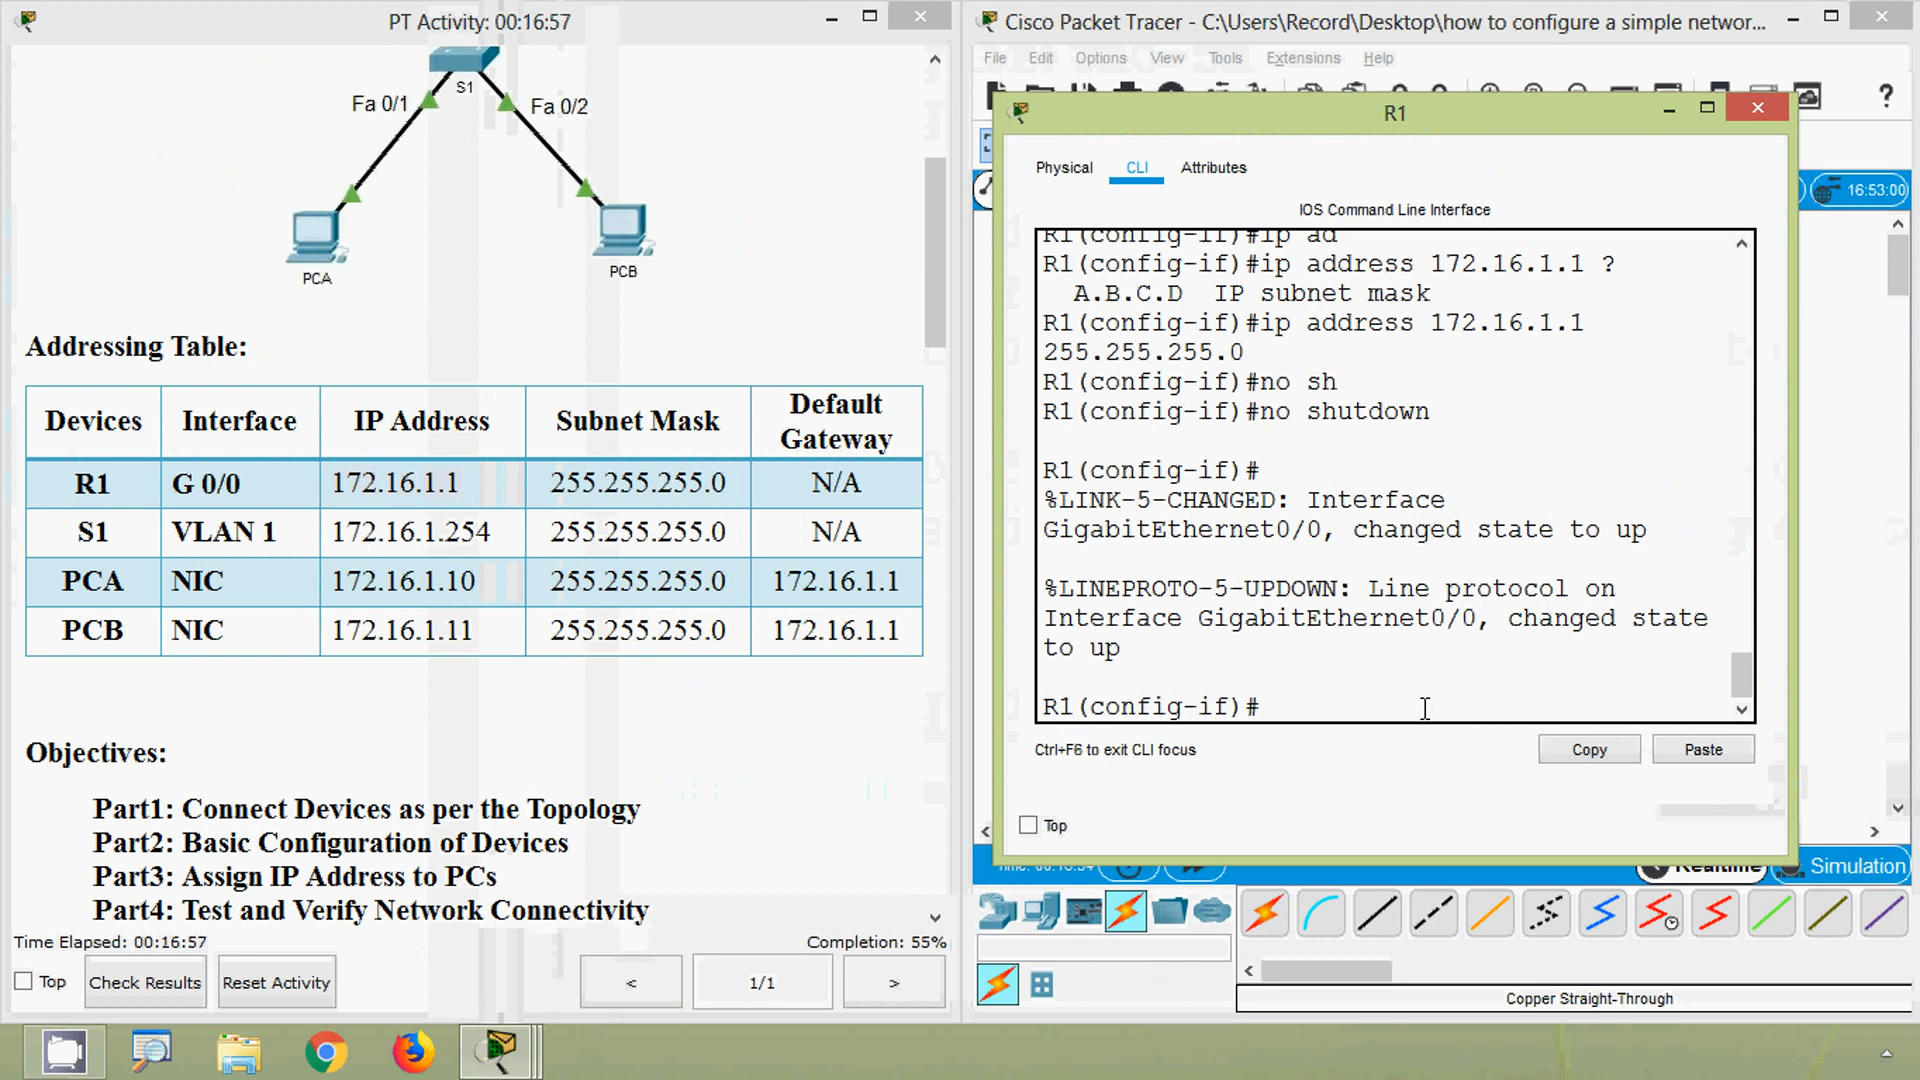 PT Activity: 00:16:57
S1
Fa 0/1
Fa 0/2
PCA
PCB
Addressing Table:
Devices Interface IP Address Subnet Mask Default Gateway
R1 G 0/0 172.16.1.1 255.255.255.0 N/A
S1 VLAN 1 172.16.1.254 255.255.255.0 N/A
PCA NIC 172.16.1.10 255.255.255.0 172.16.1.1
PCB NIC 172.16.1.11 255.255.255.0 172.16.1.1
Objectives:
Part1: Connect Devices as per the Topology
Part2: Basic Configuration of Devices
Part3: Assign IP Address to PCs
Part4: Test and Verify Network Connectivity
Time Elapsed: 00:16:57
Completion: 55%
Top
Check Results
Reset Activity
<
1/1
>
Cisco Packet Tracer - C:\Users\Record\Desktop\how to configure a simple networ...
File Edit Options View Tools Extensions Help
16:53:00
R1
Physical CLI Attributes
IOS Command Line Interface
R1(config-if)#ip ad
R1(config-if)#ip address 172.16.1.1 ?
A.B.C.D IP subnet mask
R1(config-if)#ip address 172.16.1.1
255.255.255.0
R1(config-if)#no sh
R1(config-if)#no shutdown
R1(config-if)#
%LINK-5-CHANGED: Interface
GigabitEthernet0/0, changed state to up
%LINEPROTO-5-UPDOWN: Line protocol on
Interface GigabitEthernet0/0, changed state
to up
R1(config-if)#
Ctrl+F6 to exit CLI focus
Copy
Paste
Top
Realtime
Simulation
Copper Straight-Through